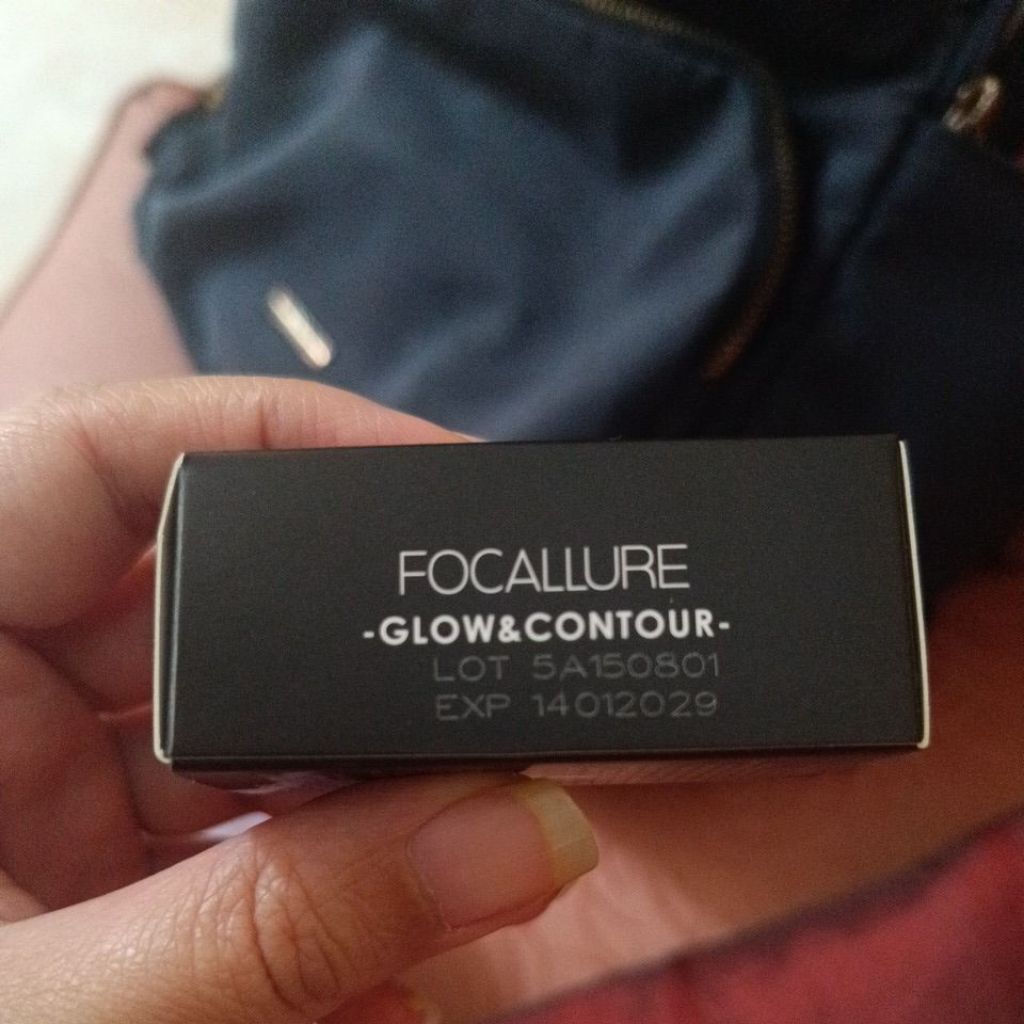 FOCALLURE
-GLOW&CONTOUR-
LOT 5A150801
EXP 14012029